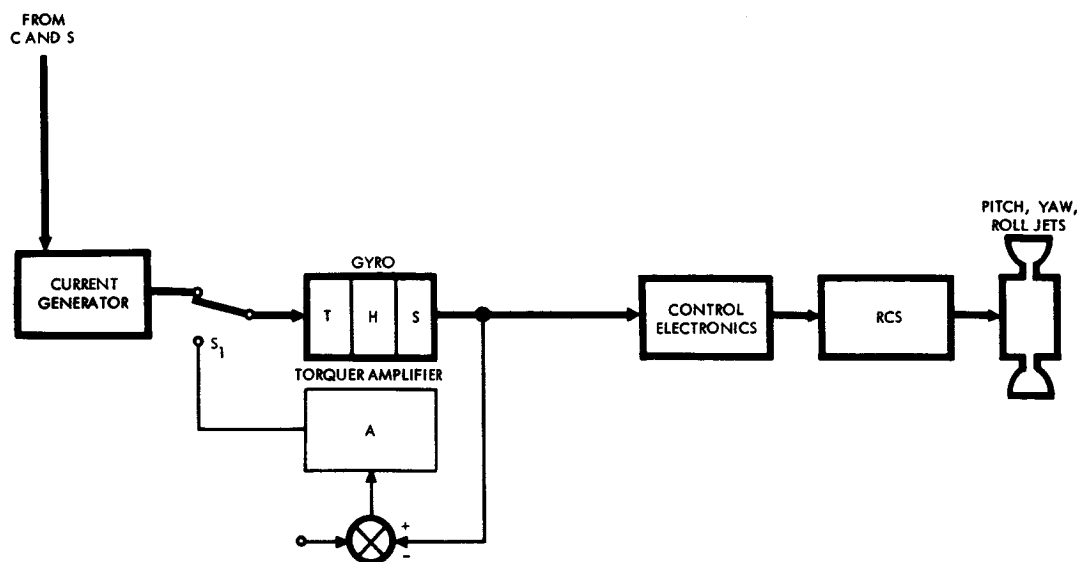 FROM
C AND S
PITCH, YAW,
ROLL JETS
CURRENT
GENERATOR
GYRO
T H S
CONTROL
ELECTRONICS
RCS
S1
TORQUER AMPLIFIER
A
+
-